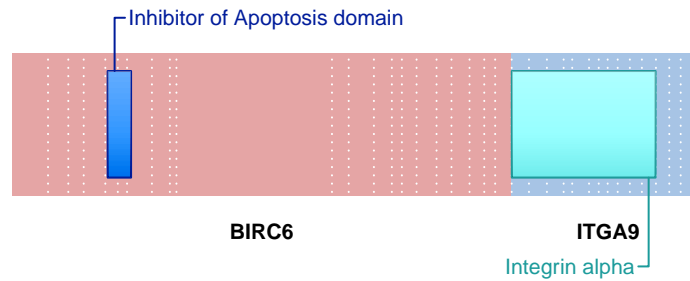 Inhibitor of Apoptosis domain
BIRC6
ITGA9
Integrin alpha